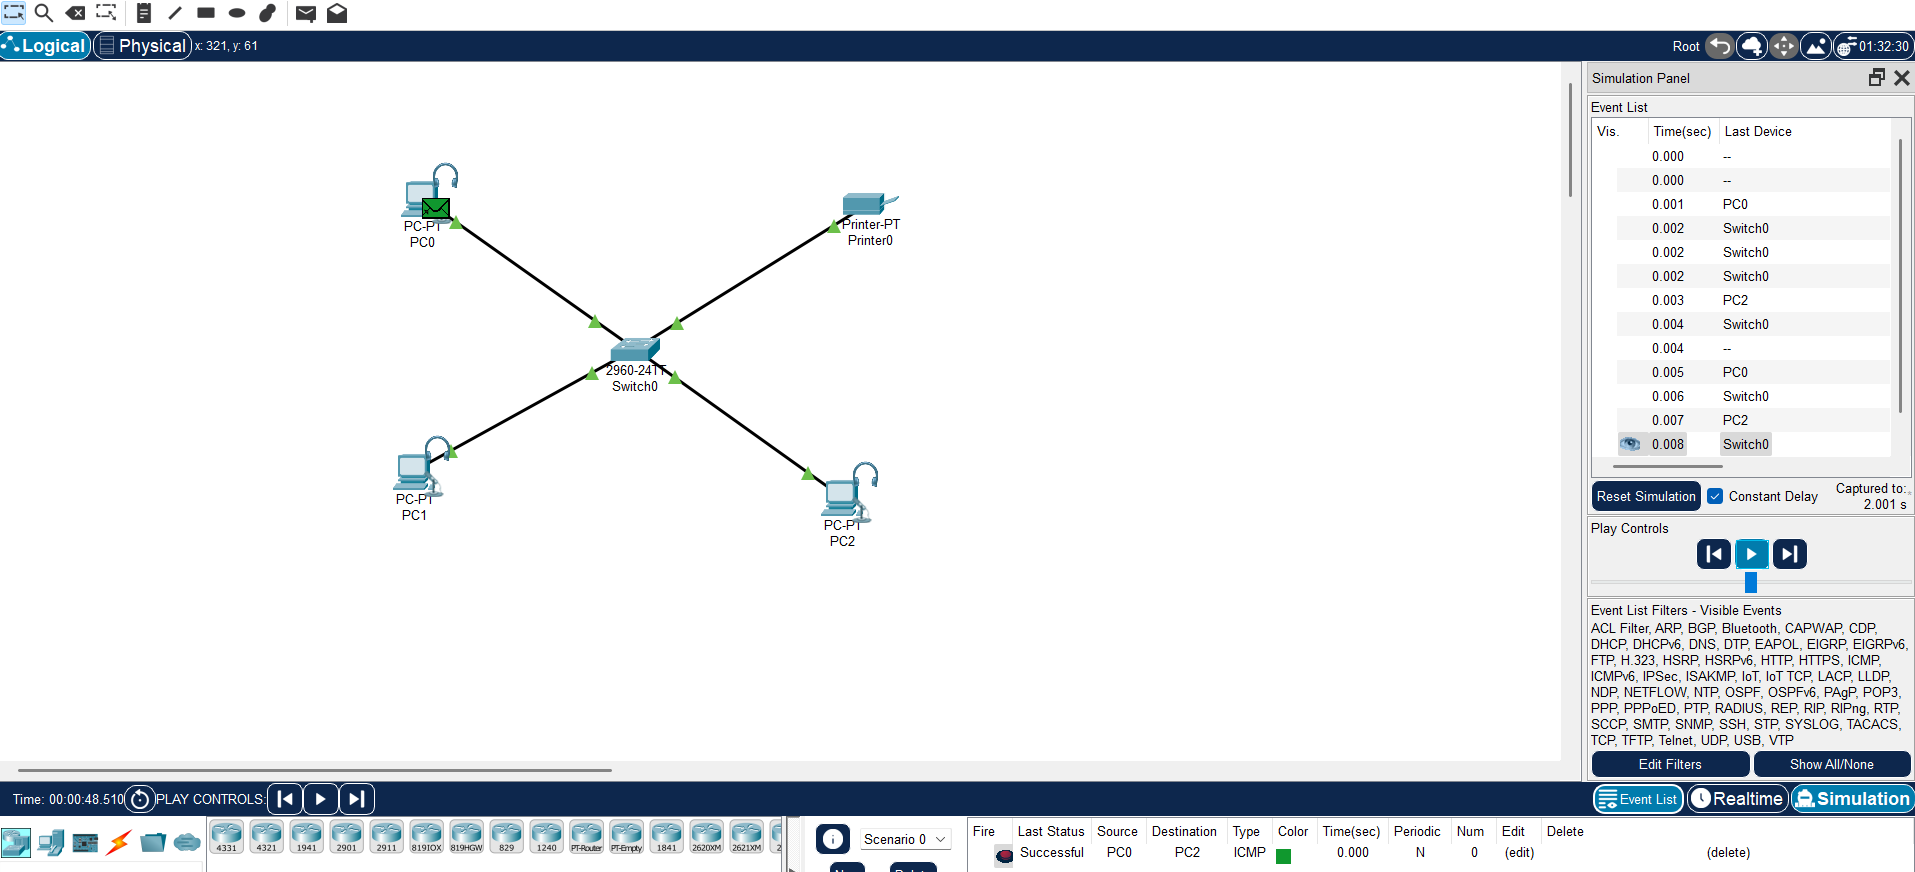 Logical Physical x: 321, y: 61 Root 01:32:30
Simulation Panel
Event List
Vis. Time(sec) Last Device
0.000 --
0.000 --
0.001 PC0
0.002 Switch0
0.002 Switch0
0.002 Switch0
0.003 PC2
0.004 Switch0
0.004 --
0.005 PC0
0.006 Switch0
0.007 PC2
0.008 Switch0
Reset Simulation Constant Delay Captured to:
2.001 s
Play Controls
Event List Filters - Visible Events
ACL Filter, ARP, BGP, Bluetooth, CAPWAP, CDP,
DHCP, DHCPv6, DNS, DTP, EAPOL, EIGRP, EIGRPv6,
FTP, H.323, HSRP, HSRPv6, HTTP, HTTPS, ICMP,
ICMPv6, IPSec, ISAKMP, IoT, IoT TCP, LACP, LLDP,
NDP, NETFLOW, NTP, OSPF, OSPFv6, PAgP, POP3,
PPP, PPPoED, PTP, RADIUS, REP, RIP, RIPng, RTP,
SCCP, SMTP, SNMP, SSH, STP, SYSLOG, TACACS,
TCP, TFTP, Telnet, UDP, USB, VTP
Edit Filters Show All/None
PC-PT
PC0
Printer-PT
Printer0
2960-24TT
Switch0
PC-PT
PC1
PC-PT
PC2
Time: 00:00:48.510 PLAY CONTROLS: Event List Realtime Simulation
4331 4321 1941 2901 2911 819IOX 819HGW 829 1240 PT-Router PT-Empty 1841 2620XM 2621XM
Scenario 0
Fire Last Status Source Destination Type Color Time(sec) Periodic Num Edit Delete
Successful PC0 PC2 ICMP 0.000 N 0 (edit) (delete)